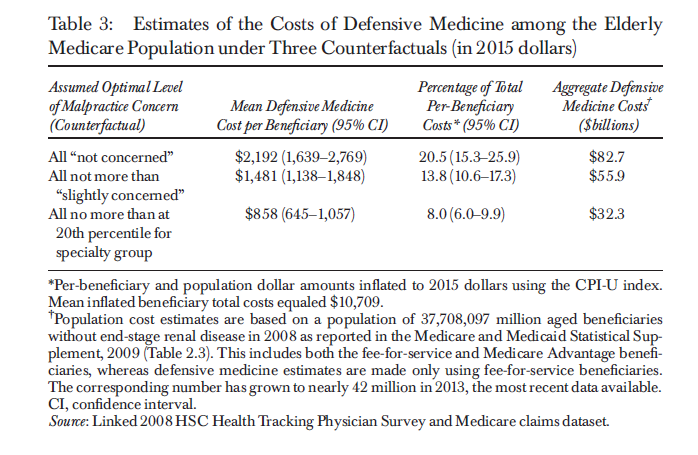 Table 3: Estimates of the Costs of Defensive Medicine among the Elderly
Medicare Population under Three Counterfactuals (in 2015 dollars)
Assumed Optimal Level
of Malpractice Concern
(Counterfactual)
Mean Defensive Medicine
Cost per Beneficiary (95% CI)
Percentage of Total
Per-Beneficiary
Costs* (95% CI)
Aggregate Defensive
Medicine Costs†
($billions)
All “not concerned” $2,192 (1,639–2,769) 20.5 (15.3–25.9) $82.7
All not more than $1,481 (1,138–1,848) 13.8 (10.6–17.3) $55.9
“slightly concerned”
All no more than at $858 (645–1,057) 8.0 (6.0–9.9) $32.3
20th percentile for
specialty group
*Per-beneficiary and population dollar amounts inflated to 2015 dollars using the CPI-U index.
Mean inflated beneficiary total costs equaled $10,709.
†Population cost estimates are based on a population of 37,708,097 million aged beneficiaries
without end-stage renal disease in 2008 as reported in the Medicare and Medicaid Statistical Sup-
plement, 2009 (Table 2.3). This includes both the fee-for-service and Medicare Advantage benefi-
ciaries, whereas defensive medicine estimates are made only using fee-for-service beneficiaries.
The corresponding number has grown to nearly 42 million in 2013, the most recent data available.
CI, confidence interval.
Source: Linked 2008 HSC Health Tracking Physician Survey and Medicare claims dataset.